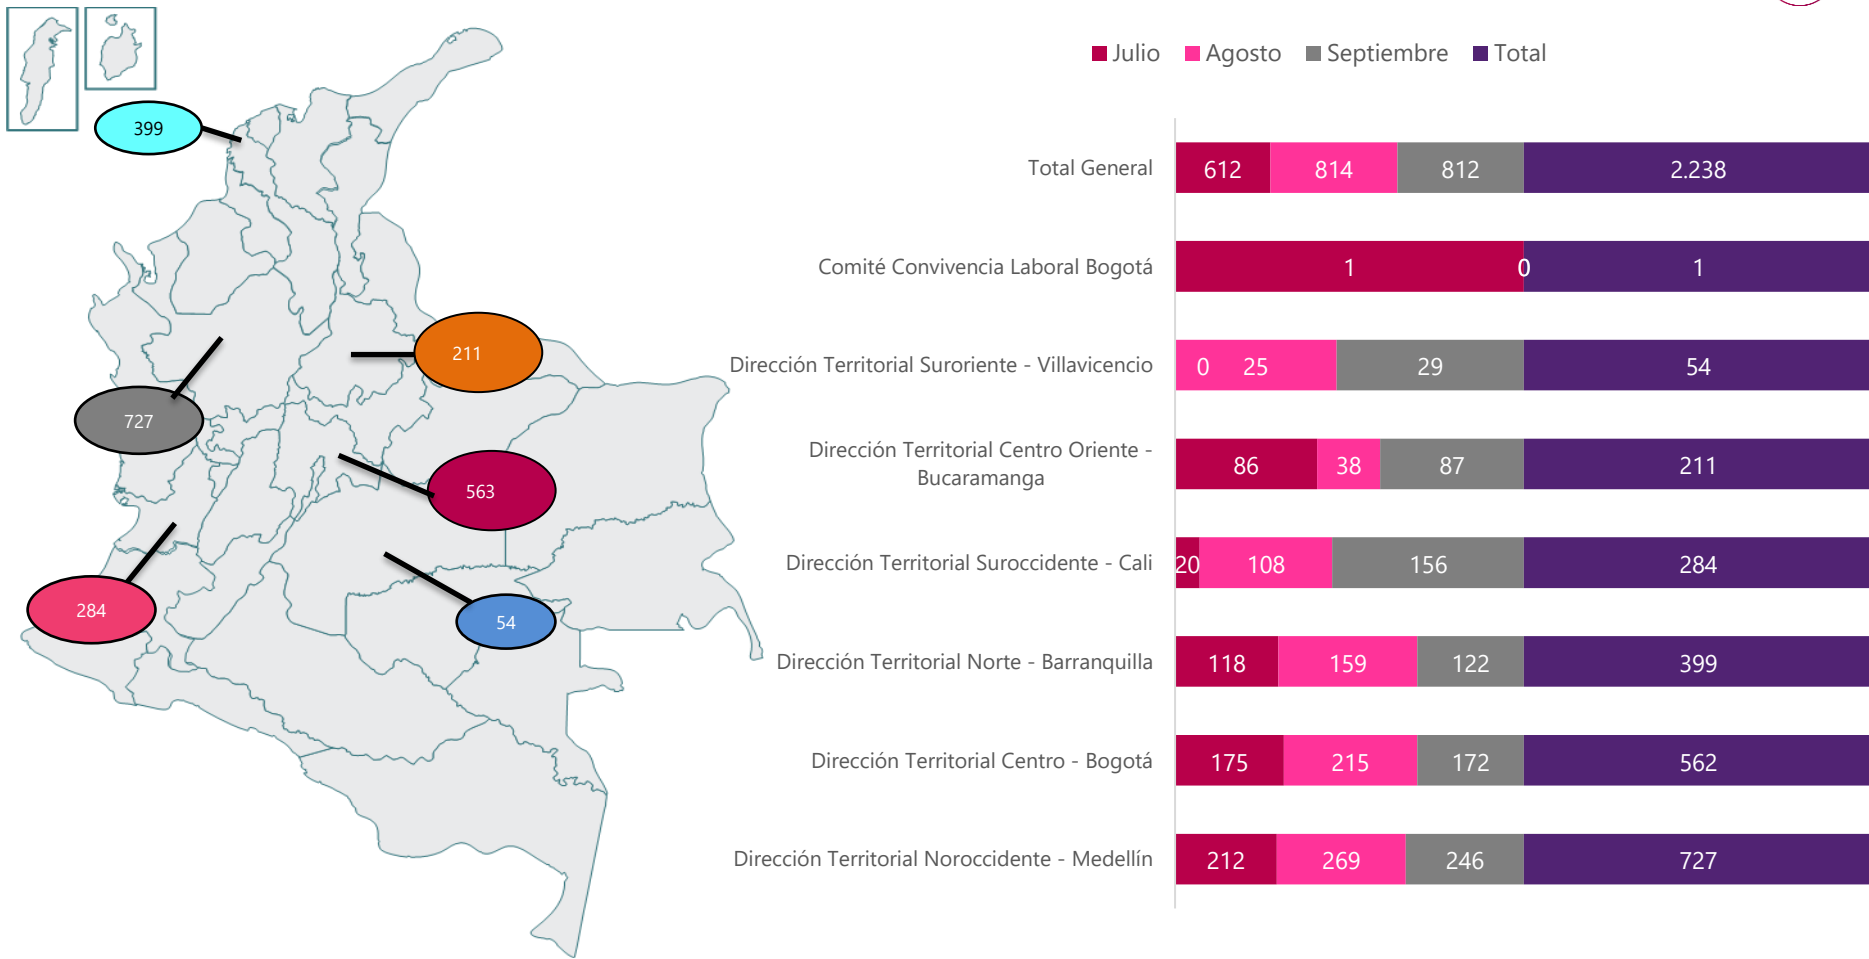 399
211
727
563
284
54
Julio Agosto Septiembre Total
Total General 612 814 812 2.238
Comité Convivencia Laboral Bogotá 1 0 1
Dirección Territorial Suroriente - Villavicencio 0 25 29 54
Dirección Territorial Centro Oriente -
Bucaramanga 86 38 87 211
Dirección Territorial Suroccidente - Cali 20 108 156 284
Dirección Territorial Norte - Barranquilla 118 159 122 399
Dirección Territorial Centro - Bogotá 175 215 172 562
Dirección Territorial Noroccidente - Medellín 212 269 246 727